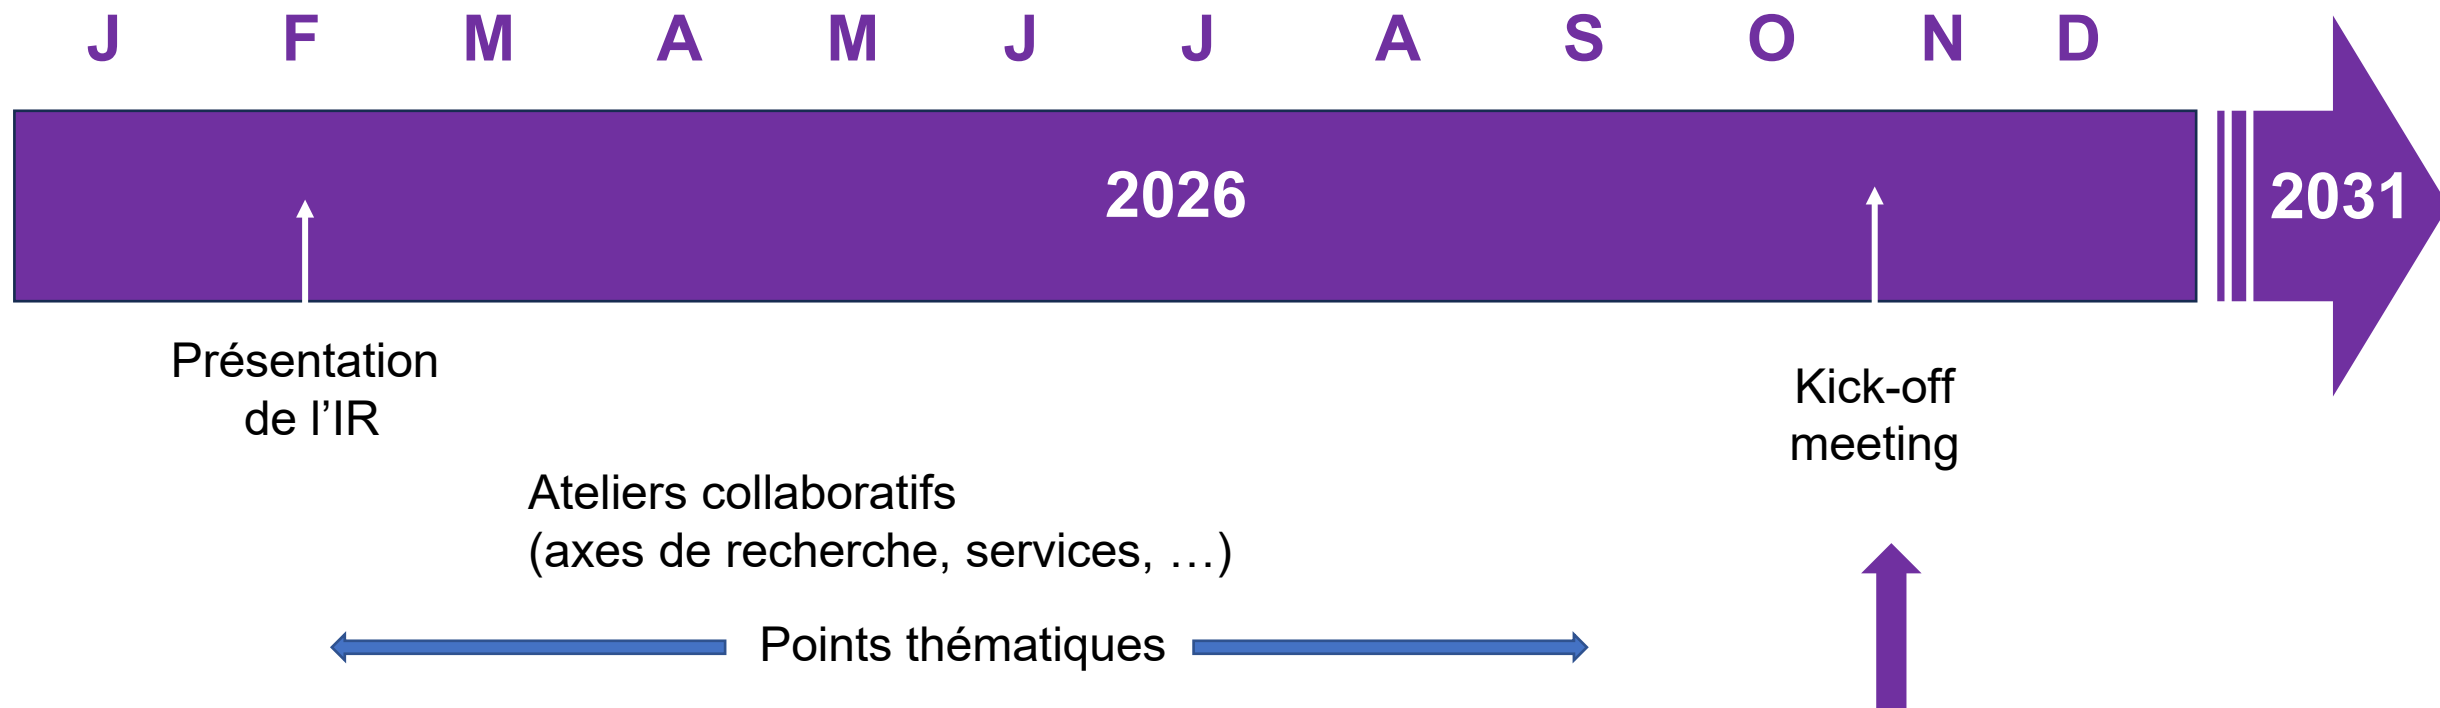 J F M A M J J A S O N D
2026
2031
Présentation
de l’IR
Kick-off
meeting
Ateliers collaboratifs
(axes de recherche, services, …)
Points thématiques